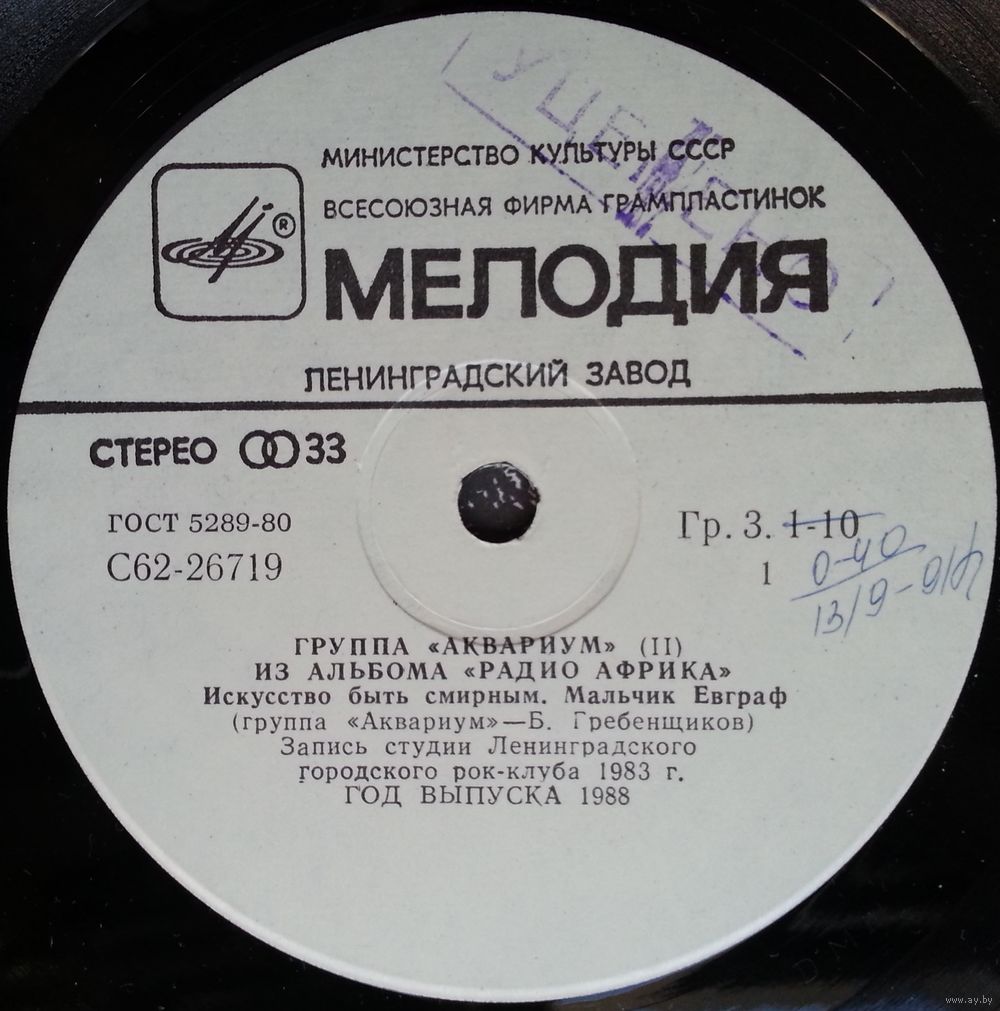 УЦЕНЕНО
МИНИСТЕРСТВО КУЛЬТУРЫ СССР
ВСЕСОЮЗНАЯ ФИРМА ГРАМПЛАСТИНОК
®
МЕЛОДИЯ
ЛЕНИНГРАДСКИЙ ЗАВОД
СТЕРЕО 33
ГОСТ 5289-80
Гр. 3. 1-10
С62-26719
1
0-40
13/9-91
ГРУППА «АКВАРИУМ» (II)
ИЗ АЛЬБОМА «РАДИО АФРИКА»
Искусство быть смирным. Мальчик Евграф
(группа «Аквариум»—Б. Гребенщиков)
Запись студии Ленинградского
городского рок-клуба 1983 г.
ГОД ВЫПУСКА 1988
www.ay.by